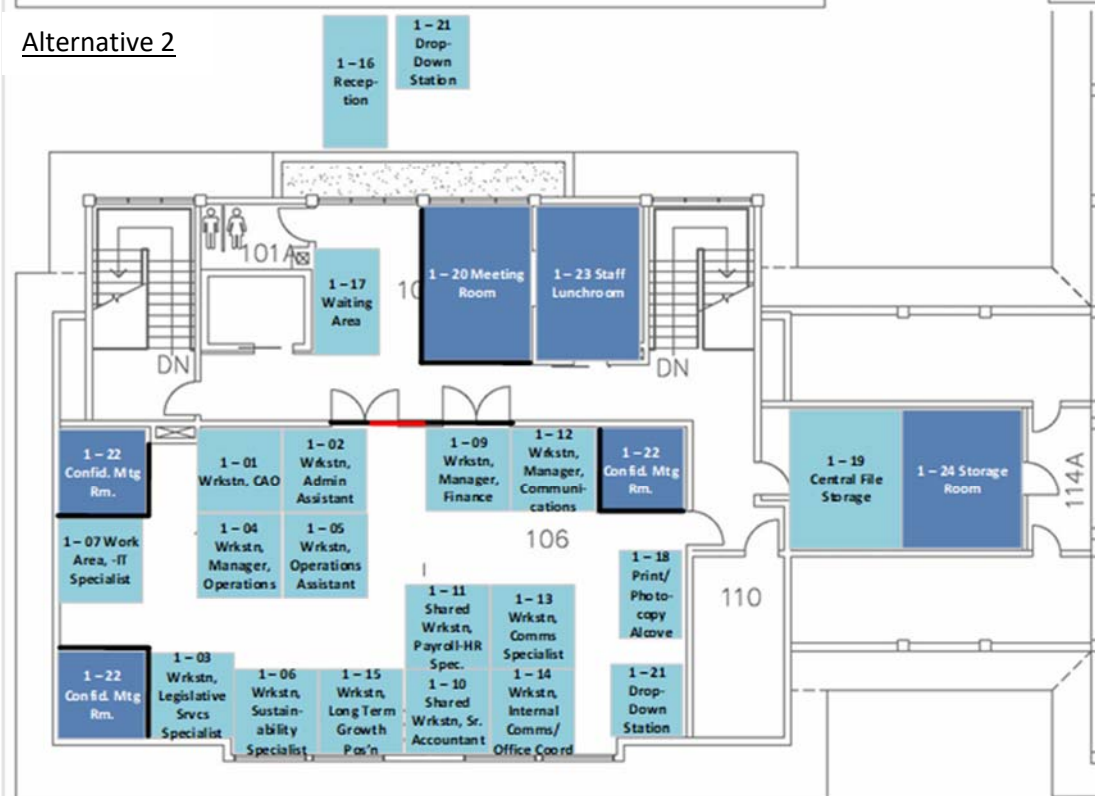 Alternative 2
1 – 16
Recep-
tion
1 – 21
Drop-
Down
Station
101A
1 – 17
Waiting
Area
10
1 – 20 Meeting
Room
1 – 23 Staff
Lunchroom
DN
DN
1 – 22
Confid. Mtg
Rm.
1 – 01
Wrkstn, CAO
1 – 02
Wrkstn,
Admin
Assistant
1 – 09
Wrkstn,
Manager,
Finance
1 – 12
Wrkstn,
Manager,
Communi-
cations
1 – 22
Confid. Mtg
Rm.
1 – 19
Central File
Storage
1 – 24 Storage
Room
114A
1 – 07 Work
Area, -IT
Specialist
1 – 04
Wrkstn,
Manager,
Operations
1 – 05
Wrkstn,
Operations
Assistant
106
1 – 18
Print/
Photo-
copy
Alcove
110
1 – 11
Shared
Wrkstn,
Payroll-HR
Spec.
1 – 13
Wrkstn,
Comms
Specialist
1 – 22
Confid. Mtg
Rm.
1 – 03
Wrkstn,
Legislative
Srvcs
Specialist
1 – 06
Wrkstn,
Sustain-
ability
Specialist
1 – 15
Wrkstn,
Long Term
Growth
Pos'n
1 – 10
Shared
Wrkstn, Sr.
Accountant
1 – 14
Wrkstn,
Internal
Comms/
Office Coord
1 – 21
Drop-
Down
Station